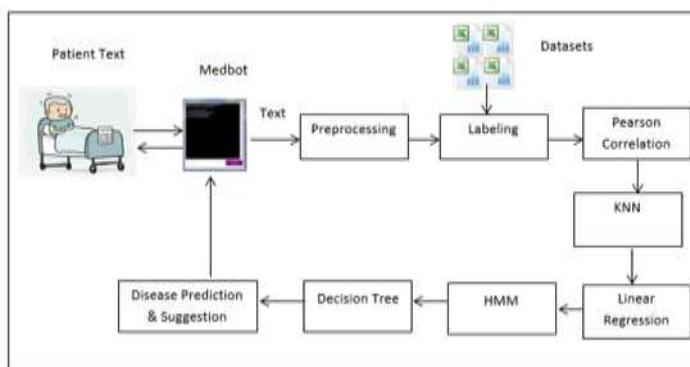 Patient Text
Medbot
Datasets
Text
Preprocessing
Labeling
Pearson
Correlation
KNN
Disease Prediction
& Suggestion
Decision Tree
HMM
Linear
Regression